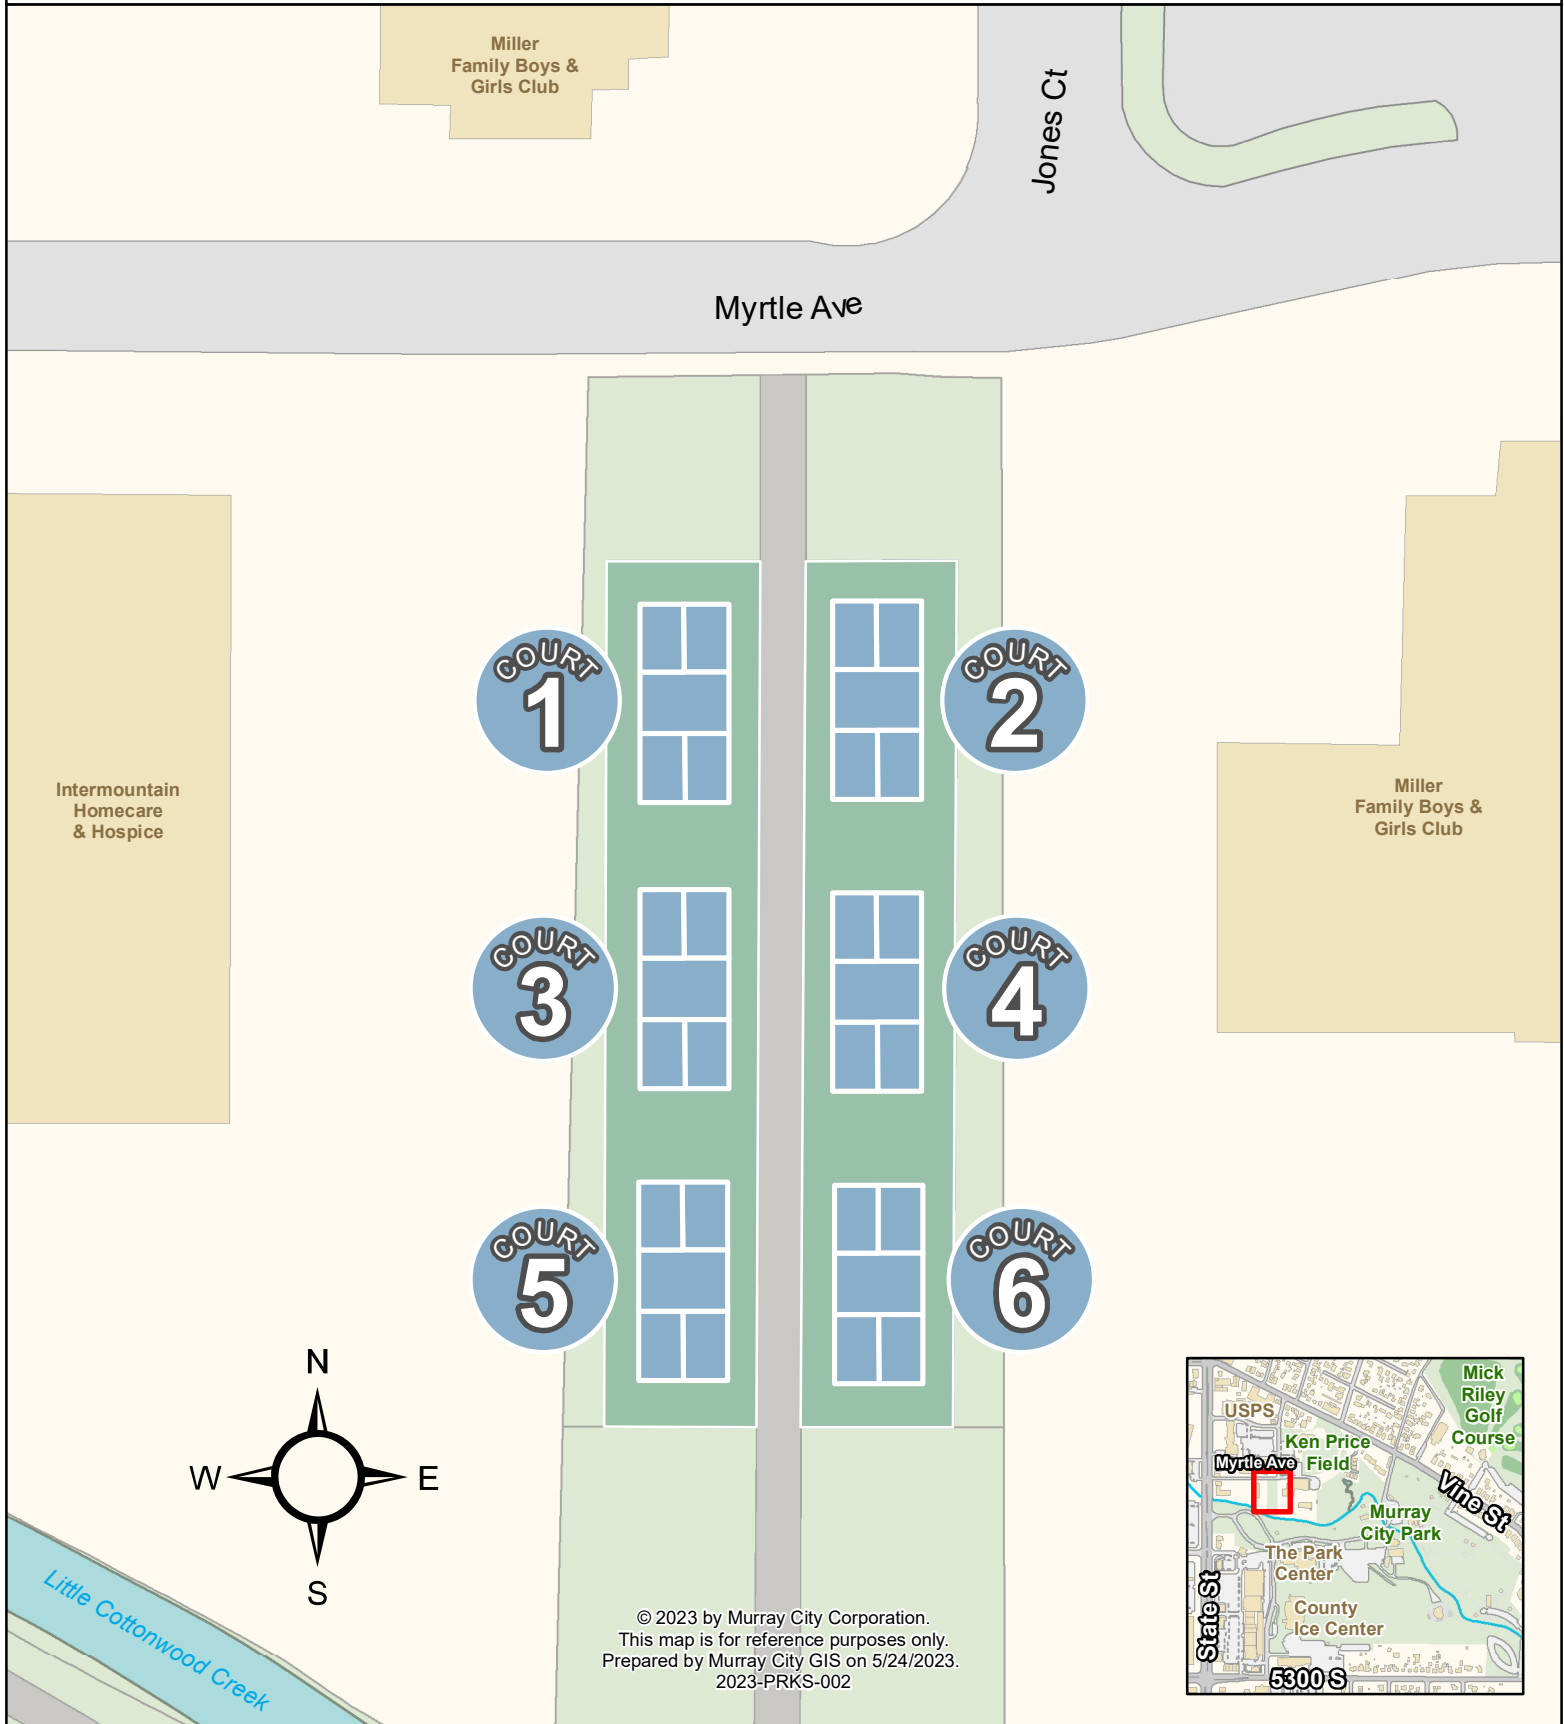 Miller
Family Boys &
Girls Club
Jones Ct
Myrtle Ave
COURT
1
COURT
2
Intermountain
Homecare
& Hospice
Miller
Family Boys &
Girls Club
COURT
3
COURT
4
COURT
5
COURT
6
N
W
E
S
Little Cottonwood Creek
© 2023 by Murray City Corporation.
This map is for reference purposes only.
Prepared by Murray City GIS on 5/24/2023.
2023-PRKS-002
Mick
Riley
Golf
Course
USPS
Ken Price
Field
Myrtle Ave
Vine St
Murray
City Park
The Park
Center
State St
County
Ice Center
5300 S